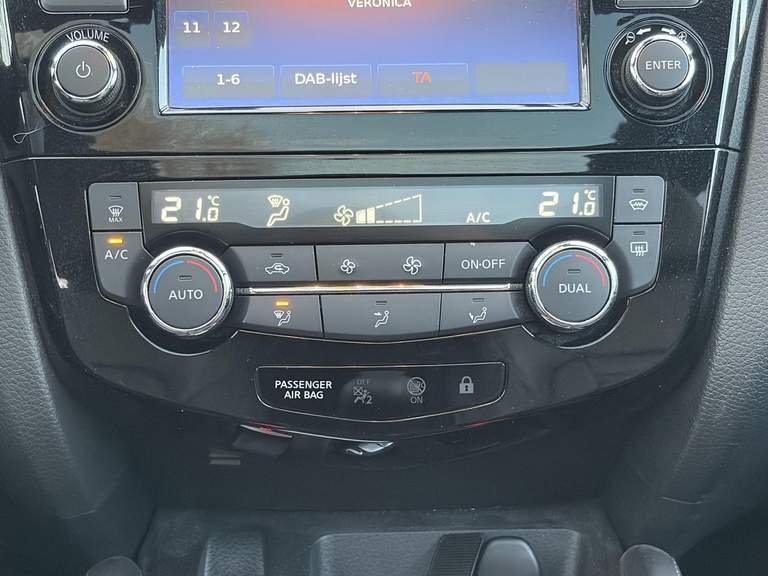 VERONICA
VOLUME
11 12
ENTER
1-6 DAB-lijst TA
21.0 °C A/C 21.0 °C
MAX
A/C
AUTO
ON·OFF
DUAL
PASSENGER
AIR BAG
OFF
2
ON